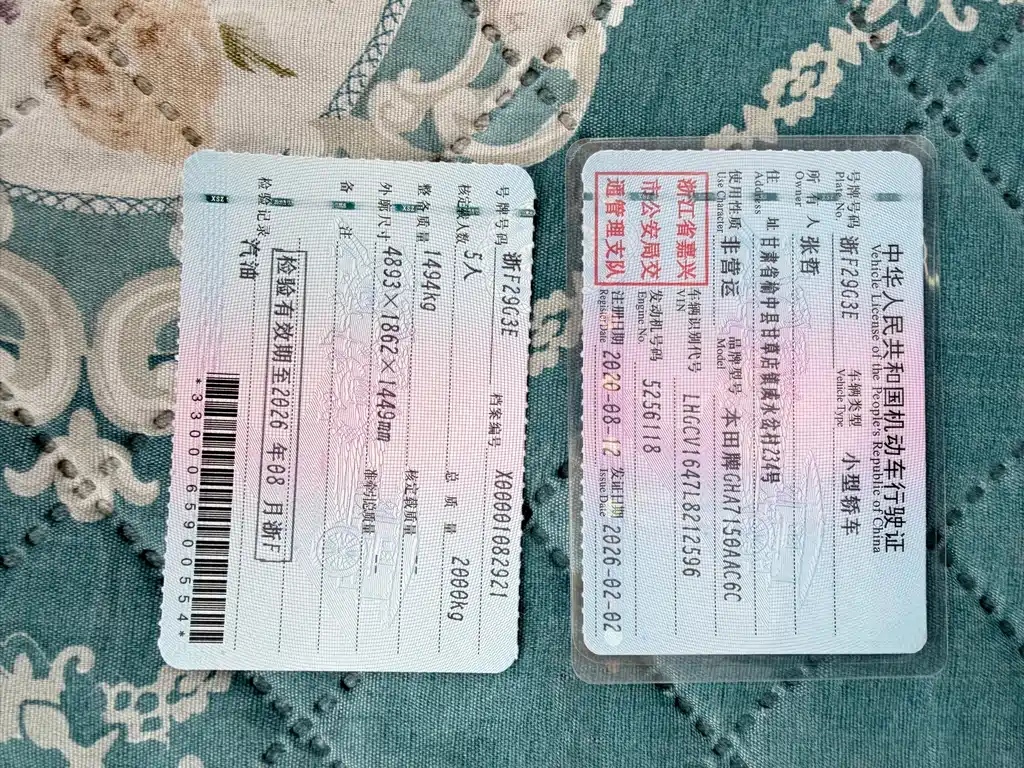 中华人民共和国机动车行驶证
Vehicle License of the People's Republic of China
号牌号码 浙F29G3E 车辆类型 小型轿车
Plate No. Vehicle Type
所有人 张哲
Owner
住址 甘肃省榆中县甘草店镇咸水岔村234号
Address
使用性质 非营运 品牌型号 本田牌GHA7150AAC6C
Use Character Model
浙江省嘉兴
市公安局交
通管理支队
车辆识别代号 LHGCV1647L8212596
VIN
发动机号码 5256118
Engine No.
注册日期 2020-08-12 发证日期 2026-02-02
Register Date Issue Date
号牌号码 浙F29G3E 档案编号 X00001082921
核定载人数 5人 总质量 2000kg
整备质量 1494kg 核定载质量 --
外廓尺寸 4893×1862×1449mm 准牵引总质量 --
备注
检验有效期至2026年08月浙F
检验记录
汽油
*3300065900554*
XSZ